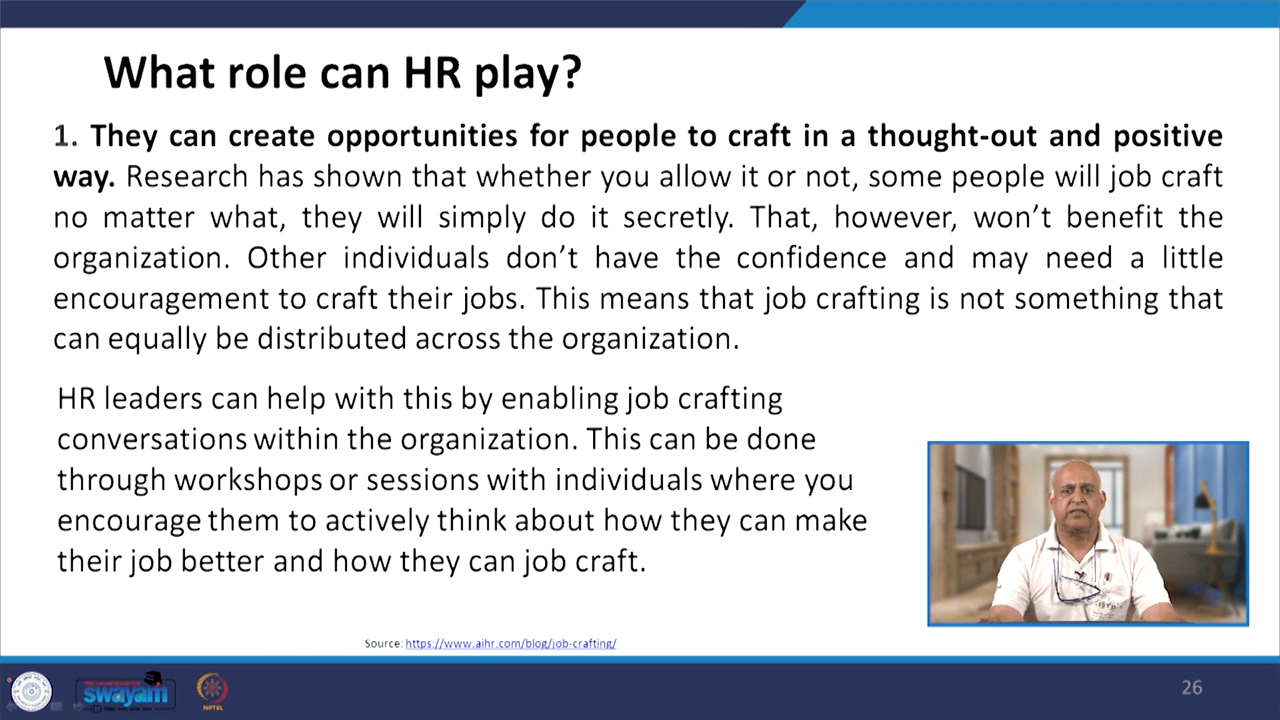 What role can HR play?
1. They can create opportunities for people to craft in a thought-out and positive
way. Research has shown that whether you allow it or not, some people will job craft
no matter what, they will simply do it secretly. That, however, won’t benefit the
organization. Other individuals don’t have the confidence and may need a little
encouragement to craft their jobs. This means that job crafting is not something that
can equally be distributed across the organization.
HR leaders can help with this by enabling job crafting
conversations within the organization. This can be done
through workshops or sessions with individuals where you
encourage them to actively think about how they can make
their job better and how they can job craft.
Source: https://www.aihr.com/blog/job-crafting/
swayam
NPTEL
26